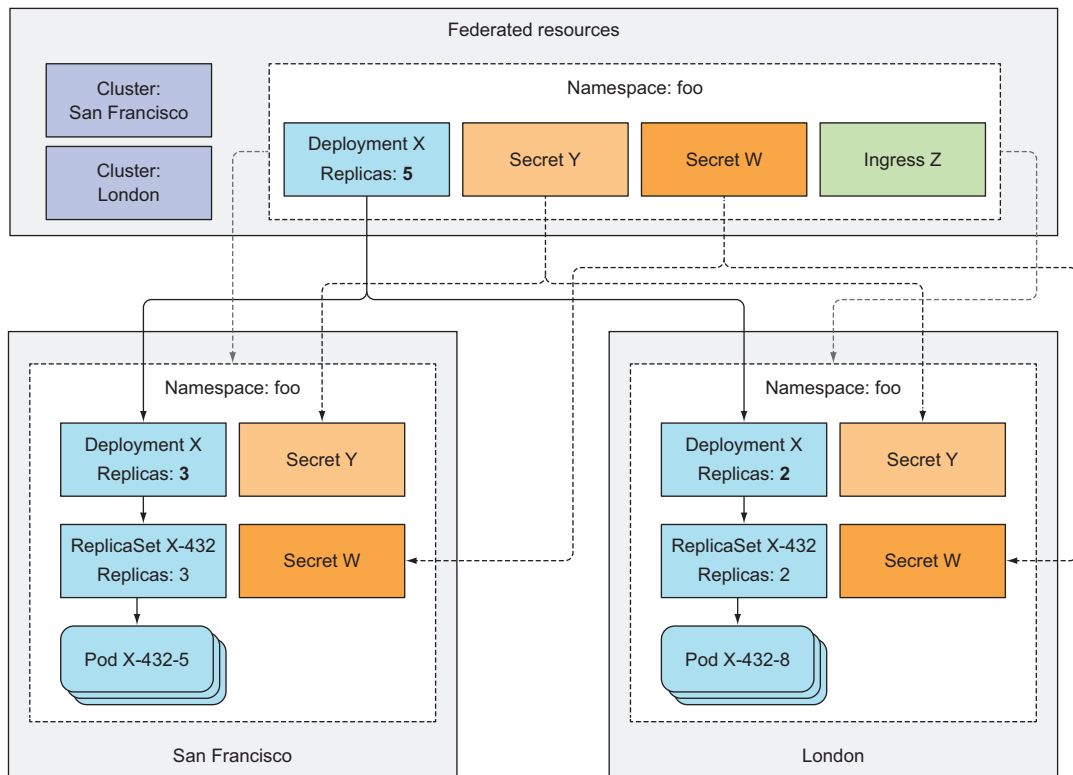 Federated resources
Cluster:
San Francisco
Cluster:
London
Namespace: foo
Deployment X
Replicas: 5
Secret Y
Secret W
Ingress Z
Namespace: foo
Deployment X
Replicas: 3
Secret Y
ReplicaSet X-432
Replicas: 3
Secret W
Pod X-432-5
San Francisco
Namespace: foo
Deployment X
Replicas: 2
Secret Y
ReplicaSet X-432
Replicas: 2
Secret W
Pod X-432-8
London